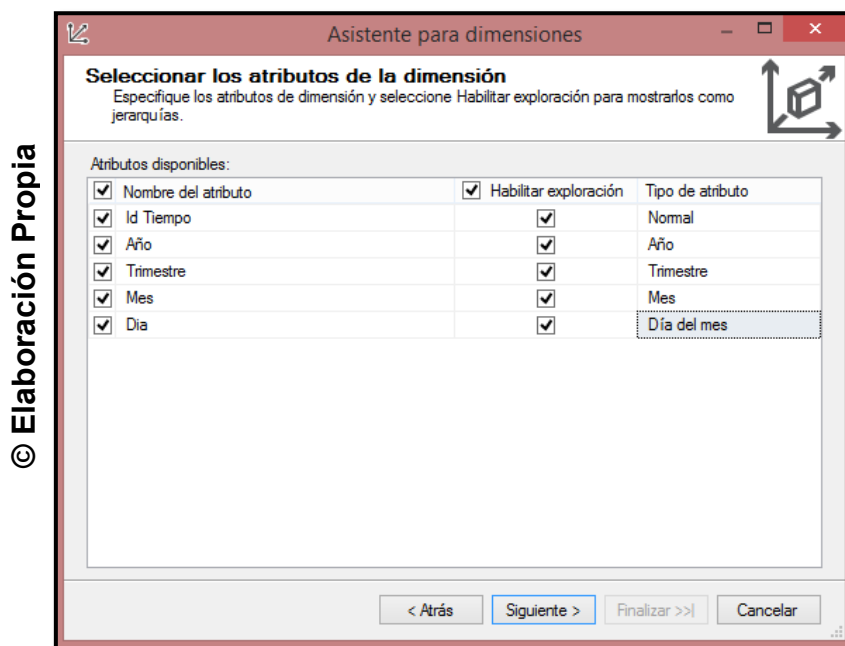 © Elaboración Propia
Asistente para dimensiones
Seleccionar los atributos de la dimensión
Especifique los atributos de dimensión y seleccione Habilitar exploración para mostrarlos como
jerarquías.
Atributos disponibles:
Nombre del atributo Habilitar exploración Tipo de atributo
Id Tiempo Normal
Año Año
Trimestre Trimestre
Mes Mes
Dia Día del mes
< Atrás Siguiente > Finalizar >>| Cancelar